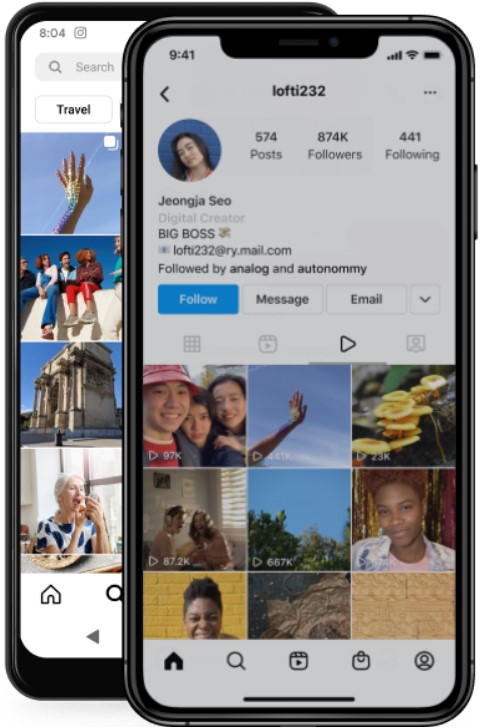 8:04
Search
Travel
9:41
lofti232
574 874K 441
Posts Followers Following
Jeongja Seo
Digital Creator
BIG BOSS
lofti232@ry.mail.com
Followed by analog and autonommy
Follow Message Email
97K 441K 23K
87.2K 667K